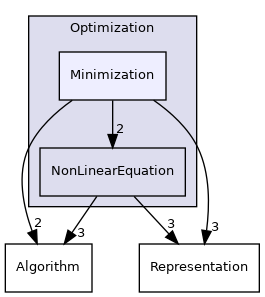 Optimization
Minimization
2
NonLinearEquation
2
3
3
3
Algorithm
Representation